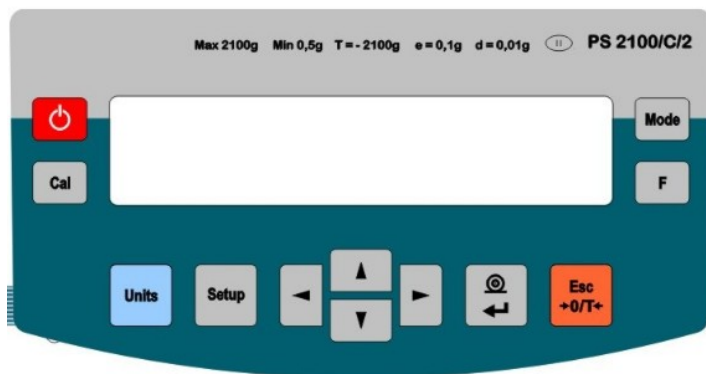 Max 2100g Min 0,5g T = - 2100g e = 0,1g d = 0,01g II PS 2100/C/2
Mode
Cal
F
Units
Setup
Esc
→0/T←